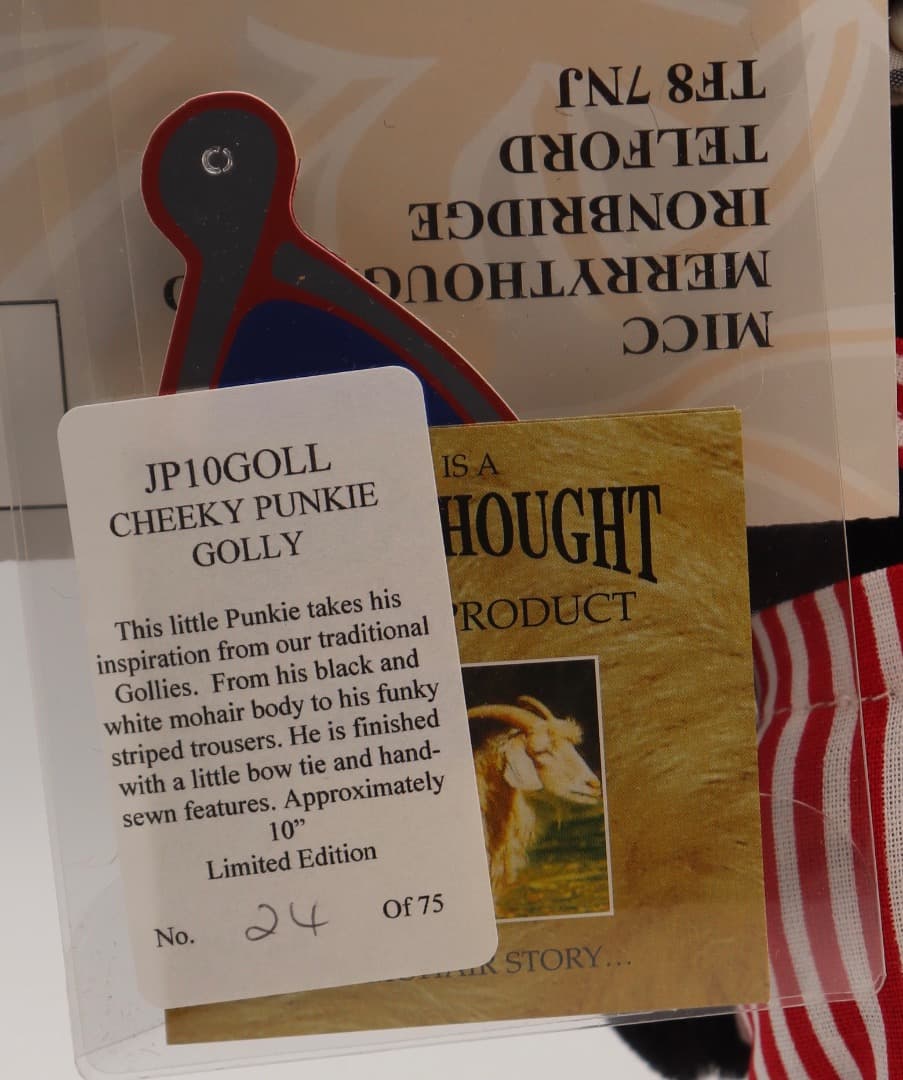 MICC
MERRYTHOUG
IRONBRIDGE
TELFORD
TF8 7NJ
JP10GOLL
CHEEKY PUNKIE
GOLLY
This little Punkie takes his
inspiration from our traditional
Gollies. From his black and
white mohair body to his funky
striped trousers. He is finished
with a little bow tie and hand-
sewn features. Approximately
10”
Limited Edition
No. 24 Of 75
IS A
HOUGHT
PRODUCT
HAIR STORY...